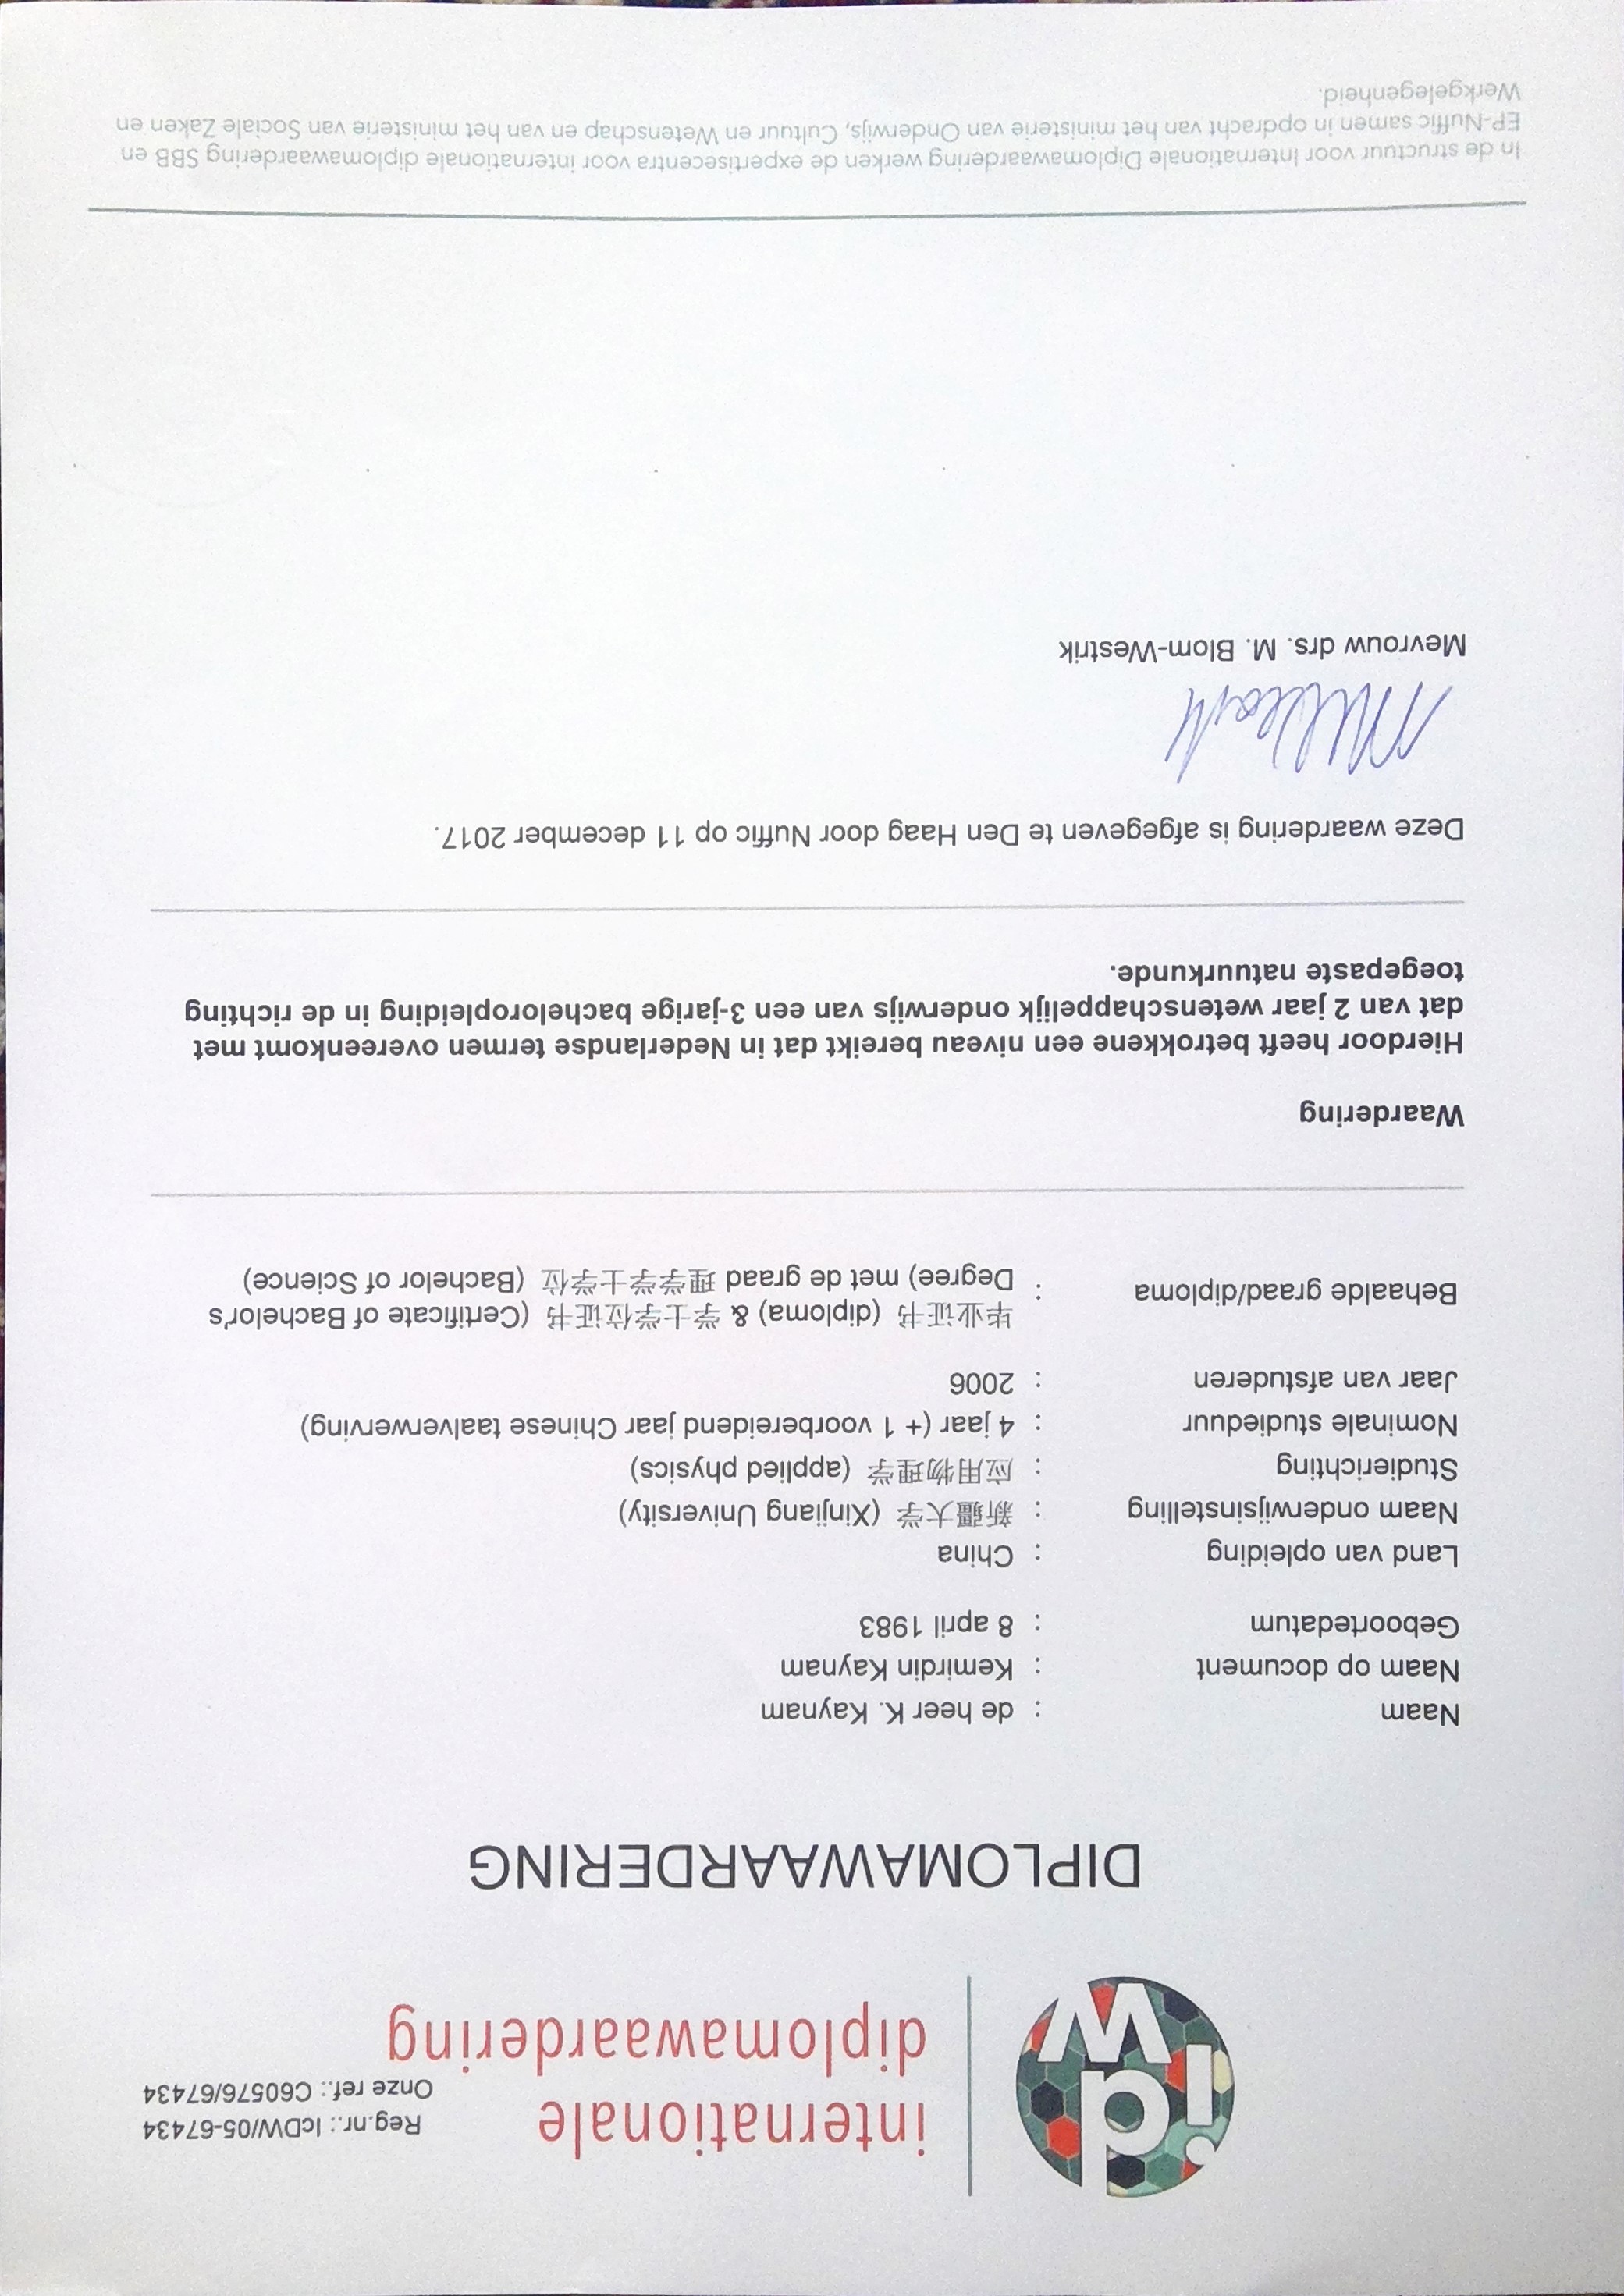 idw
internationale
diplomawaardering
Reg.nr.: IcDW/05-67434
Onze ref.: C60576/67434
DIPLOMAWAARDERING
Naam : de heer K. Kaynam
Naam op document : Kemirdin Kaynam
Geboortedatum : 8 april 1983
Land van opleiding : China
Naam onderwijsinstelling : 新疆大学 (Xinjiang University)
Studierichting : 应用物理学 (applied physics)
Nominale studieduur : 4 jaar (+ 1 voorbereidend jaar Chinese taalverwerving)
Jaar van afstuderen : 2006
Behaalde graad/diploma : 毕业证书 (diploma) & 学士学位证书 (Certificate of Bachelor's
Degree) met de graad 理学学士学位 (Bachelor of Science)
Waardering
Hierdoor heeft betrokkene een niveau bereikt dat in Nederlandse termen overeenkomt met
dat van 2 jaar wetenschappelijk onderwijs van een 3-jarige bacheloropleiding in de richting
toegepaste natuurkunde.
Deze waardering is afgegeven te Den Haag door Nuffic op 11 december 2017.
Mevrouw drs. M. Blom-Westrik
In de structuur voor Internationale Diplomawaardering werken de expertisecentra voor internationale diplomawaardering SBB en
EP-Nuffic samen in opdracht van het ministerie van Onderwijs, Cultuur en Wetenschap en van het ministerie van Sociale Zaken en
Werkgelegenheid.